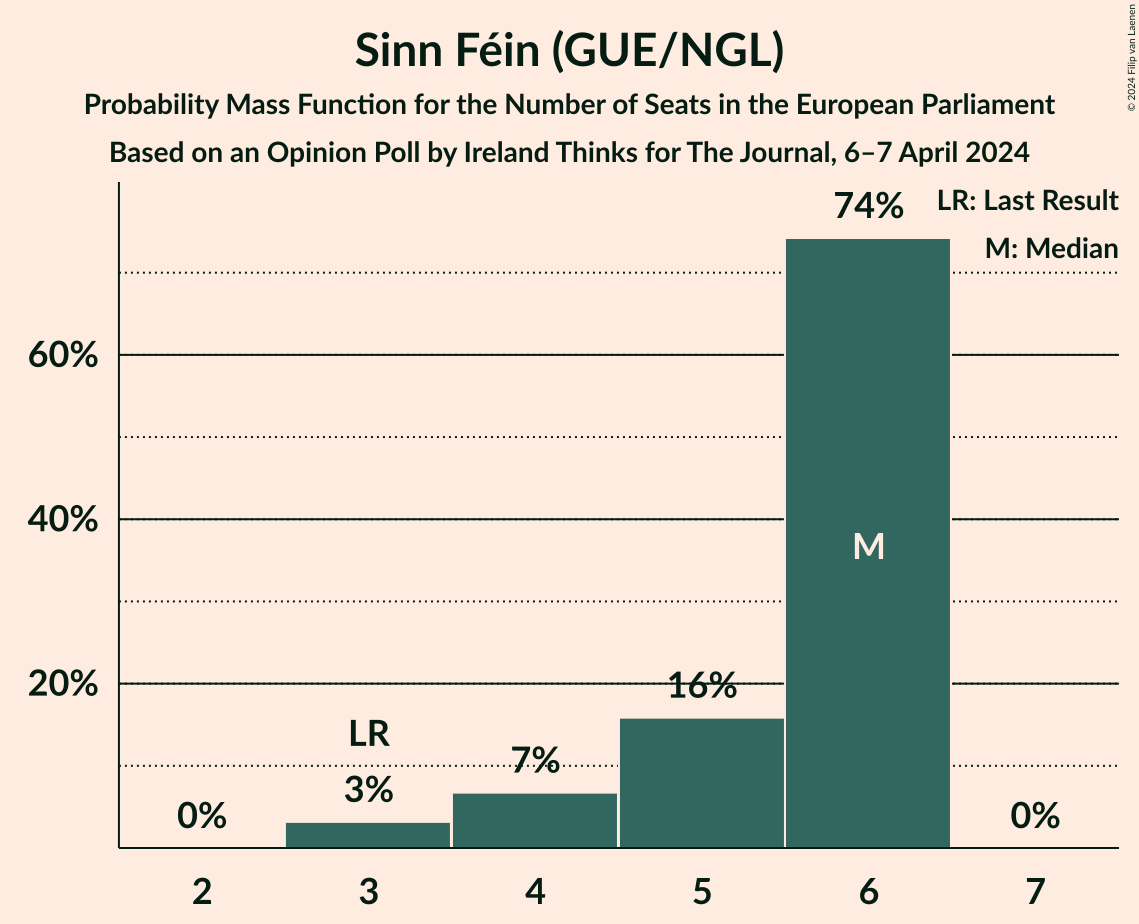 Sinn Féin (GUE/NGL)
Probability Mass Function for the Number of Seats in the European Parliament
Based on an Opinion Poll by Ireland Thinks for The Journal, 6–7 April 2024
© 2024 Filip van Laenen
LR: Last Result
M: Median
74%
60%
40%
M
20%
16%
LR
7%
3%
0%
0%
2 3 4 5 6 7